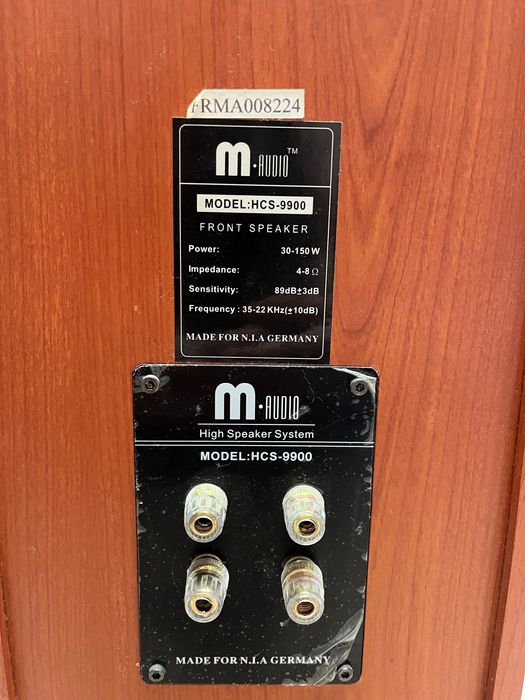 FRMA008224
m·AUDIO™
MODEL:HCS-9900
FRONT SPEAKER
Power: 30-150 W
Impedance: 4-8 Ω
Sensitivity: 89dB±3dB
Frequency : 35-22 KHz(±10dB)
MADE FOR N.I.A GERMANY
m·AUDIO
High Speaker System
MODEL:HCS-9900
MADE FOR N.I.A GERMANY